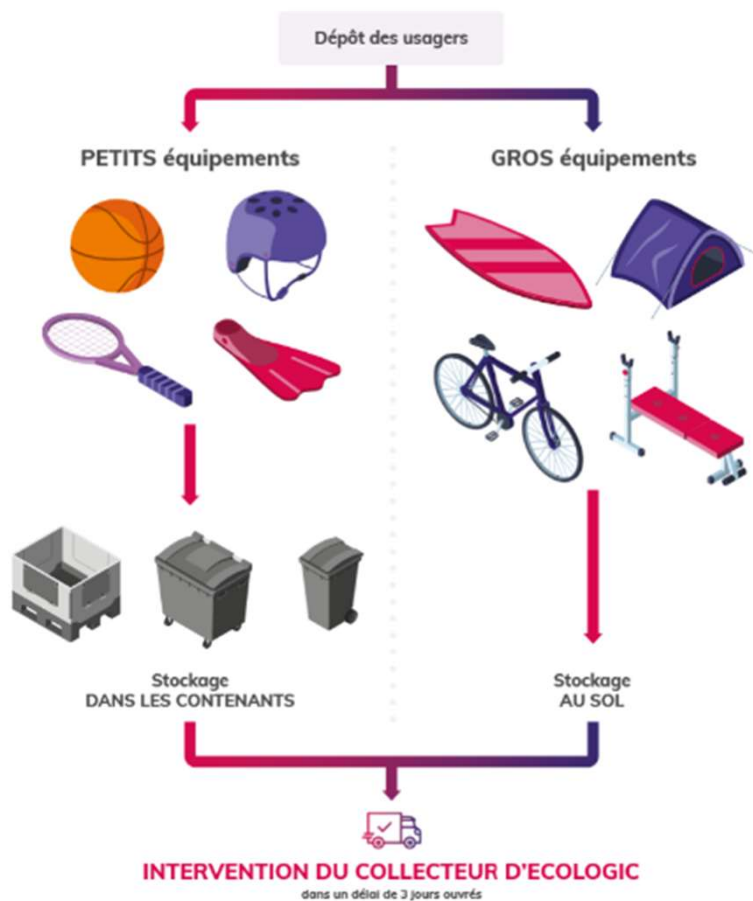 Dépôt des usagers
PETITS équipements
GROS équipements
Stockage
DANS LES CONTENANTS
Stockage
AU SOL
INTERVENTION DU COLLECTEUR D'ECOLOGIC
dans un délai de 3 jours ouvrés